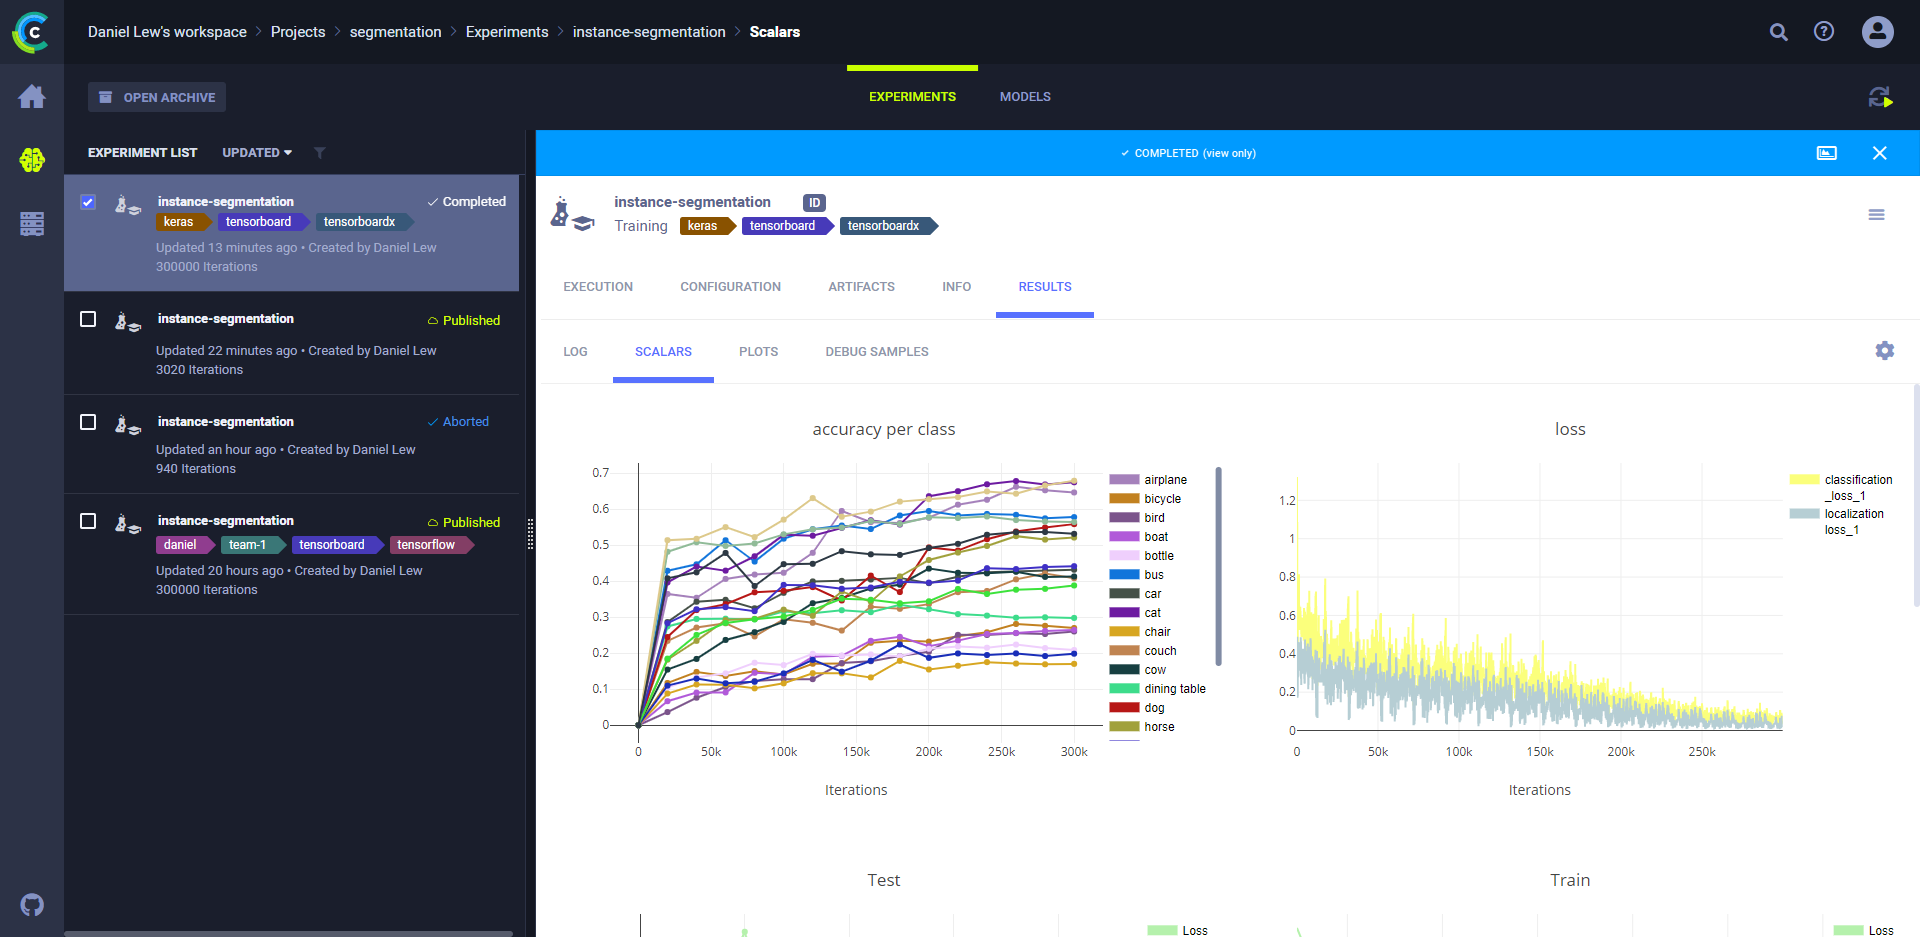 Daniel Lew's workspace > Projects > segmentation > Experiments > instance-segmentation > Scalars
OPEN ARCHIVE
EXPERIMENTS MODELS
EXPERIMENT LIST UPDATED
instance-segmentation Completed
keras tensorboard tensorboardx
Updated 13 minutes ago • Created by Daniel Lew
300000 Iterations
instance-segmentation Published
Updated 22 minutes ago • Created by Daniel Lew
3020 Iterations
instance-segmentation Aborted
Updated an hour ago • Created by Daniel Lew
940 Iterations
instance-segmentation Published
daniel team-1 tensorboard tensorflow
Updated 20 hours ago • Created by Daniel Lew
300000 Iterations
COMPLETED (view only)
instance-segmentation ID
Training keras tensorboard tensorboardx
EXECUTION CONFIGURATION ARTIFACTS INFO RESULTS
LOG SCALARS PLOTS DEBUG SAMPLES
accuracy per class
0.7
0.6
0.5
0.4
0.3
0.2
0.1
0
0 50k 100k 150k 200k 250k 300k
Iterations
airplane
bicycle
bird
boat
bottle
bus
car
cat
chair
couch
cow
dining table
dog
horse
loss
1.2
1
0.8
0.6
0.4
0.2
0
0 50k 100k 150k 200k 250k
Iterations
classification
_loss_1
localization
loss_1
Test
Loss
Train
Loss